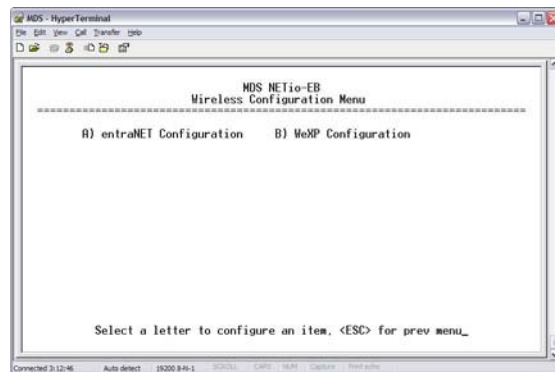 MDS - HyperTerminal
File Edit View Call Transfer Help
MDS NETio-EB
Wireless Configuration Menu
==========================================================================
A) entraNET Configuration B) WeXP Configuration
Select a letter to configure an item, <ESC> for prev menu_
Connected 3:12:46 Auto detect 19200 8-N-1 SCROLL CAPS NUM Capture Print echo